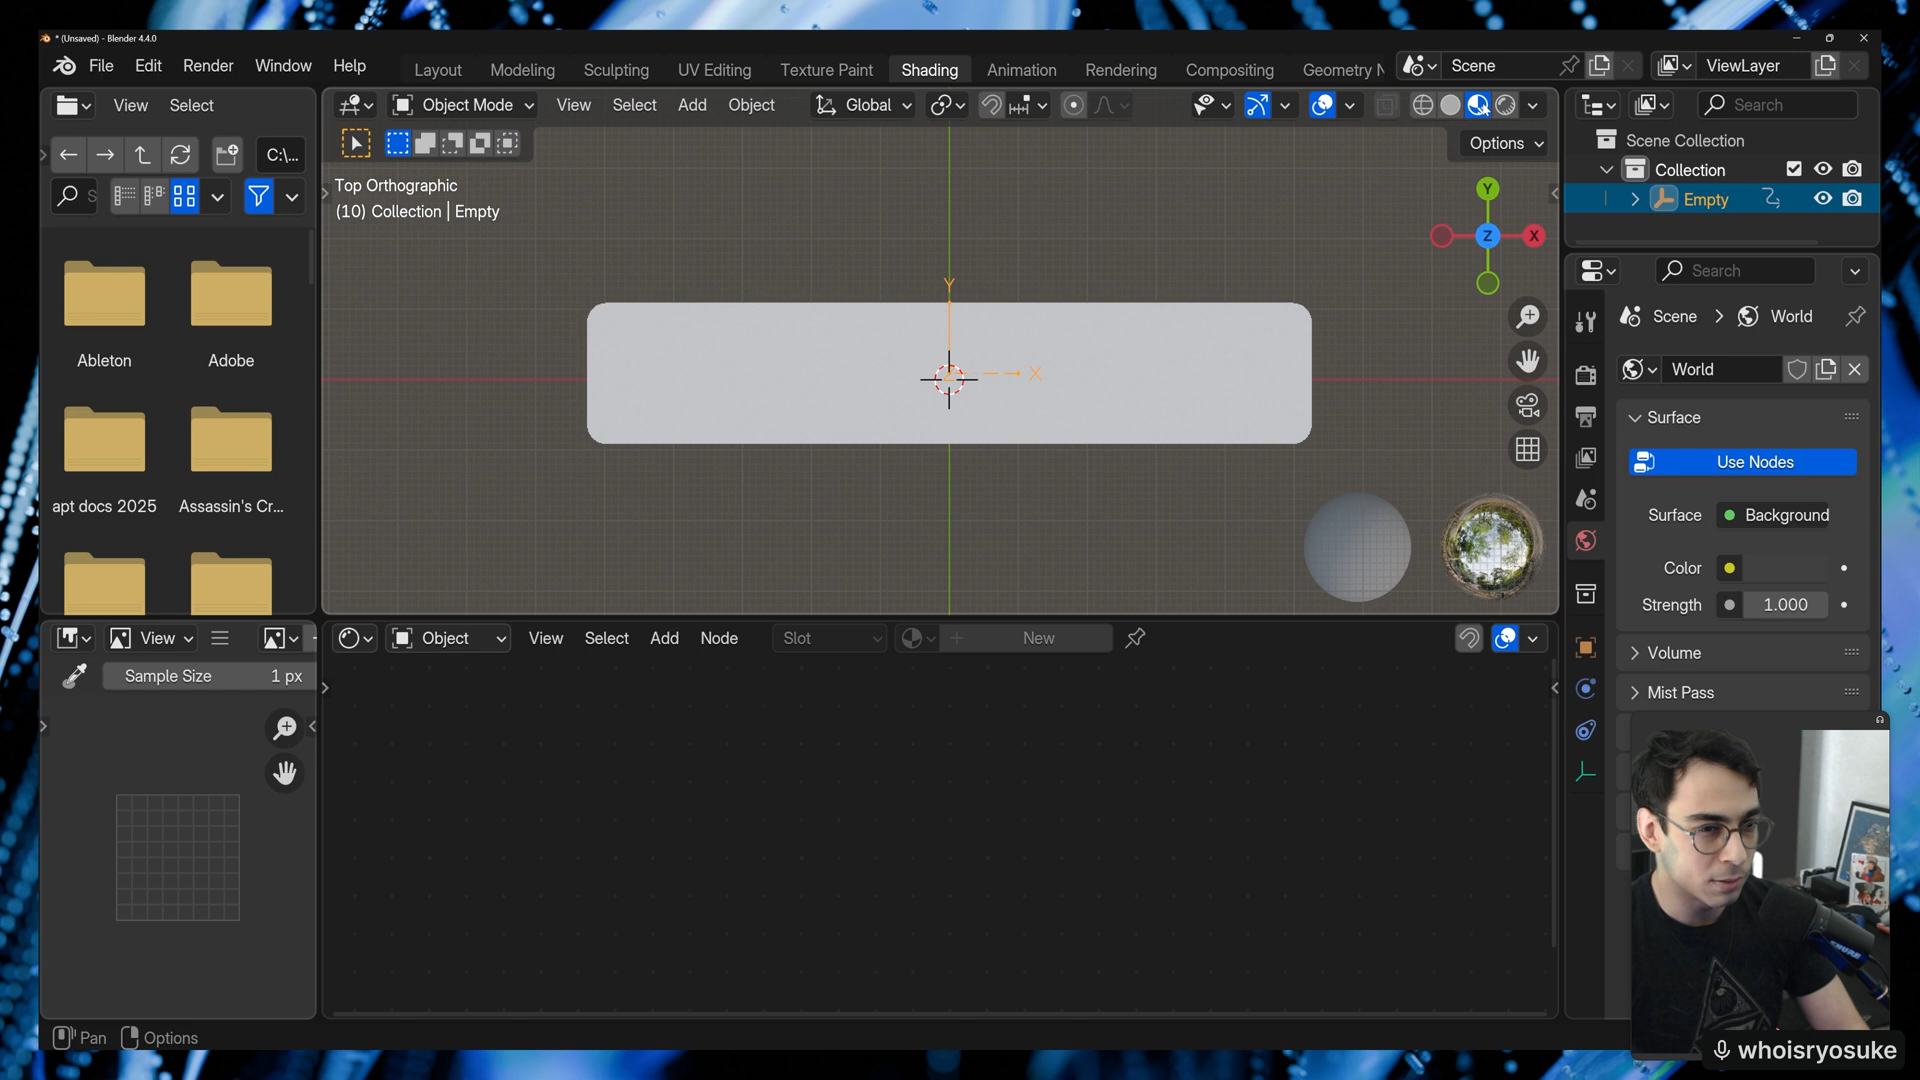 * (Unsaved) - Blender 4.4.0
File Edit Render Window Help
Layout Modeling Sculpting UV Editing Texture Paint Shading Animation Rendering Compositing Geometry N
Scene
ViewLayer
View Select
Object Mode View Select Add Object Global
Search
C:\...
Options
Scene Collection
Collection
Empty
S
Top Orthographic
(10) Collection | Empty
Y
Z
X
Search
Y
X
Scene > World
World
Ableton
Adobe
Surface
Use Nodes
apt docs 2025
Assassin's Cr...
Surface Background
Color
Strength 1.000
Volume
Mist Pass
View
Object View Select Add Node Slot New
Sample Size 1 px
SHURE
Pan Options
whoisryosuke